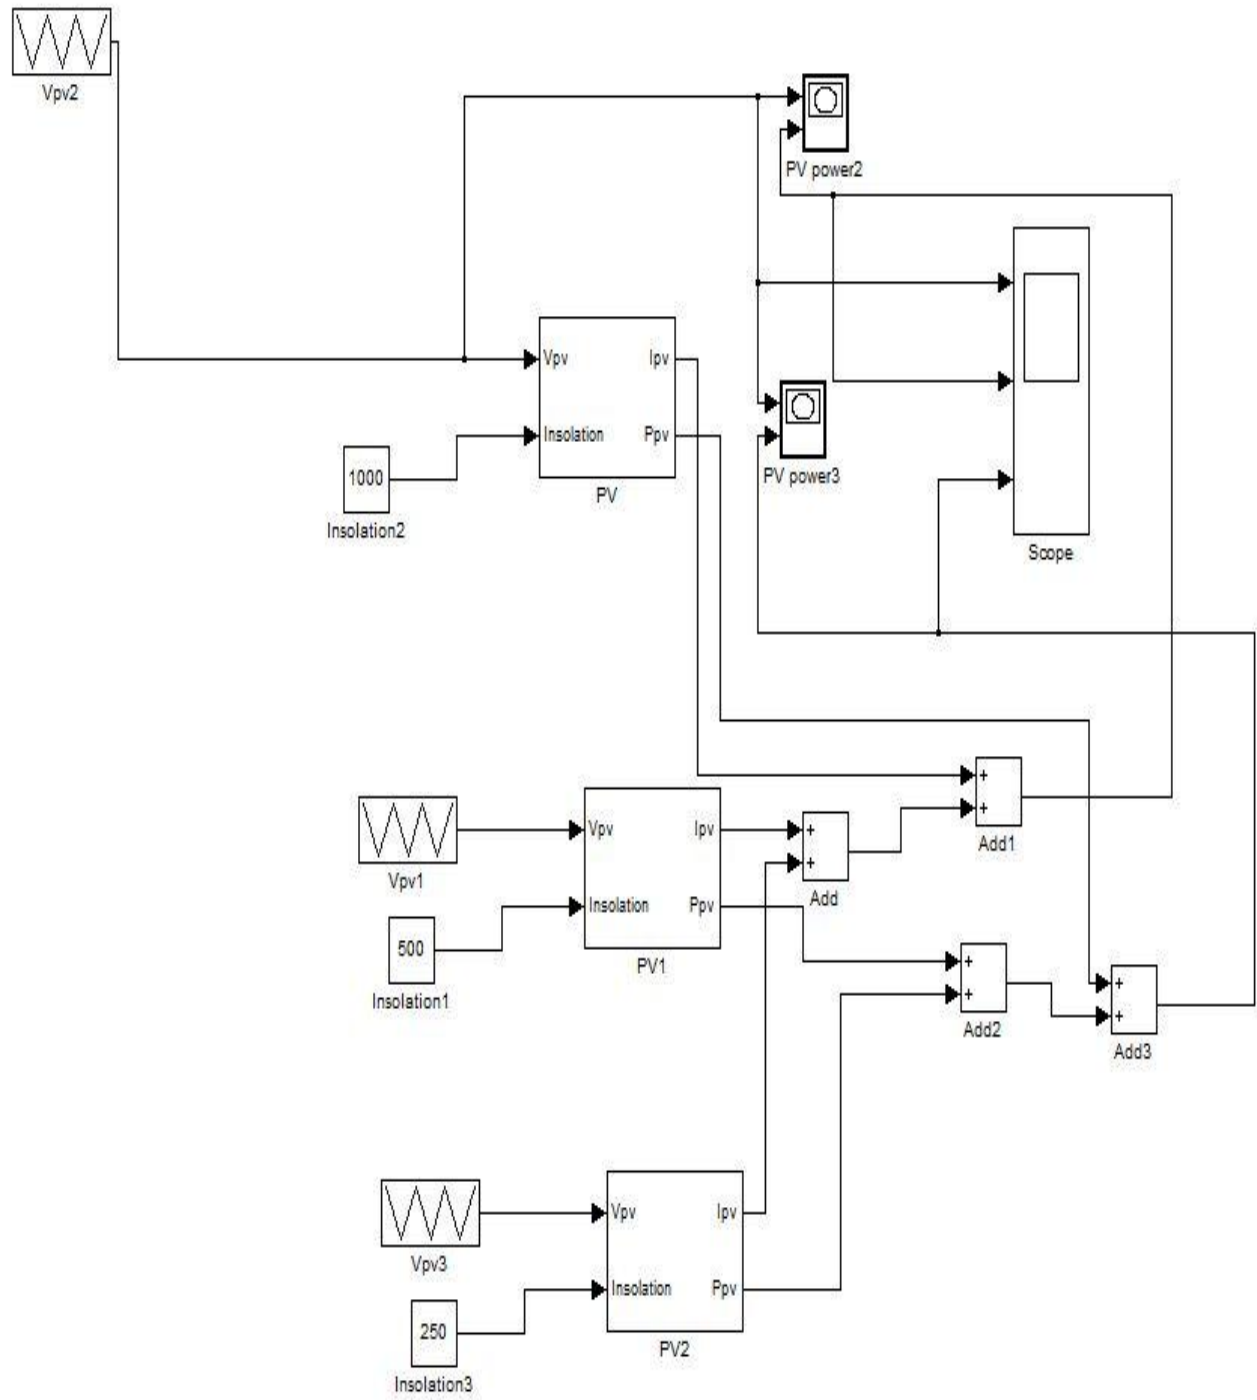 Vpv2
PV power2
Vpv
Ipv
Insolation
Ppv
PV
1000
Insolation2
PV power3
Scope
Vpv1
500
Insolation1
Vpv
Ipv
Insolation
Ppv
PV1
+
+
Add
+
+
Add1
+
+
Add2
+
+
Add3
Vpv3
250
Insolation3
Vpv
Ipv
Insolation
Ppv
PV2